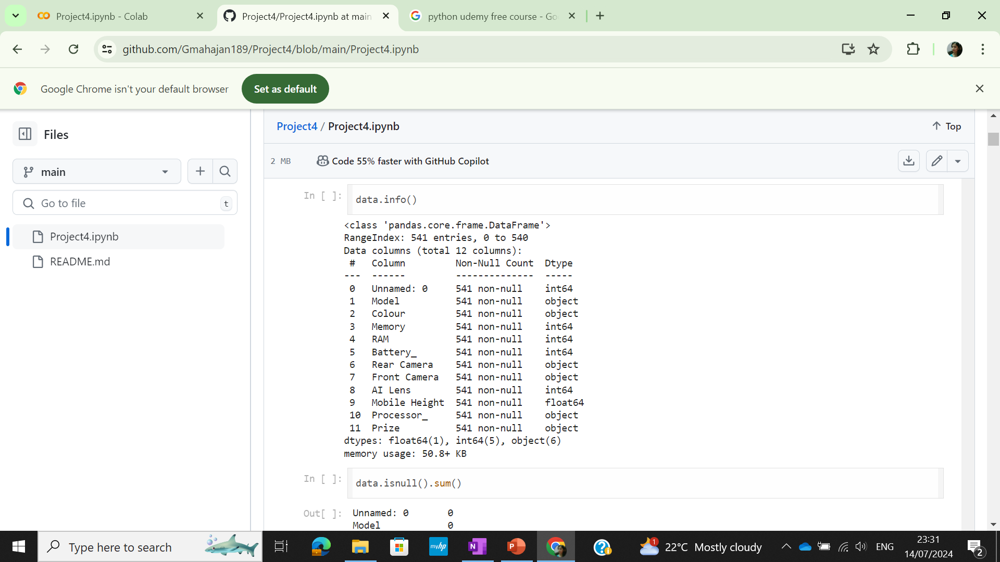 Project4.ipynb - Colab
Project4/Project4.ipynb at main
python udemy free course - Go
github.com/Gmahajan189/Project4/blob/main/Project4.ipynb
Google Chrome isn't your default browser
Set as default
Files
main
Go to file
t
Project4.ipynb
README.md
Project4 / Project4.ipynb
Top
2 MB
Code 55% faster with GitHub Copilot
In [ ]:
data.info()
<class 'pandas.core.frame.DataFrame'>
RangeIndex: 541 entries, 0 to 540
Data columns (total 12 columns):
 #   Column         Non-Null Count  Dtype
---  ------         --------------  -----
 0   Unnamed: 0     541 non-null    int64
 1   Model          541 non-null    object
 2   Colour         541 non-null    object
 3   Memory         541 non-null    int64
 4   RAM            541 non-null    int64
 5   Battery_       541 non-null    int64
 6   Rear Camera    541 non-null    object
 7   Front Camera   541 non-null    object
 8   AI Lens        541 non-null    int64
 9   Mobile Height  541 non-null    float64
 10  Processor_     541 non-null    object
 11  Prize          541 non-null    object
dtypes: float64(1), int64(5), object(6)
memory usage: 50.8+ KB
In [ ]:
data.isnull().sum()
Out[ ]:
Unnamed: 0       0
Model            0
Type here to search
myhp
N
P
1
22°C Mostly cloudy
ENG
23:31
14/07/2024
2